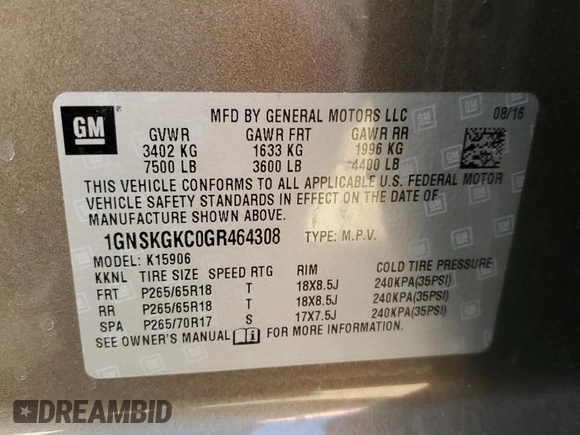 GM
MFD BY GENERAL MOTORS LLC 08/16
GVWR GAWR FRT GAWR RR
3402 KG 1633 KG 1996 KG
7500 LB 3600 LB 4400 LB
THIS VEHICLE CONFORMS TO ALL APPLICABLE U.S. FEDERAL MOTOR
VEHICLE SAFETY STANDARDS IN EFFECT ON THE DATE OF
MANUFACTURE SHOWN ABOVE.
1GNSKGKC0GR464308 TYPE: M.P.V.
MODEL: K15906
KKNL TIRE SIZE SPEED RTG RIM COLD TIRE PRESSURE
FRT P265/65R18 T 18X8.5J 240KPA(35PSI)
RR P265/65R18 T 18X8.5J 240KPA(35PSI)
SPA P265/70R17 S 17X7.5J 240KPA(35PSI)
SEE OWNER'S MANUAL FOR MORE INFORMATION.
DREAMBID